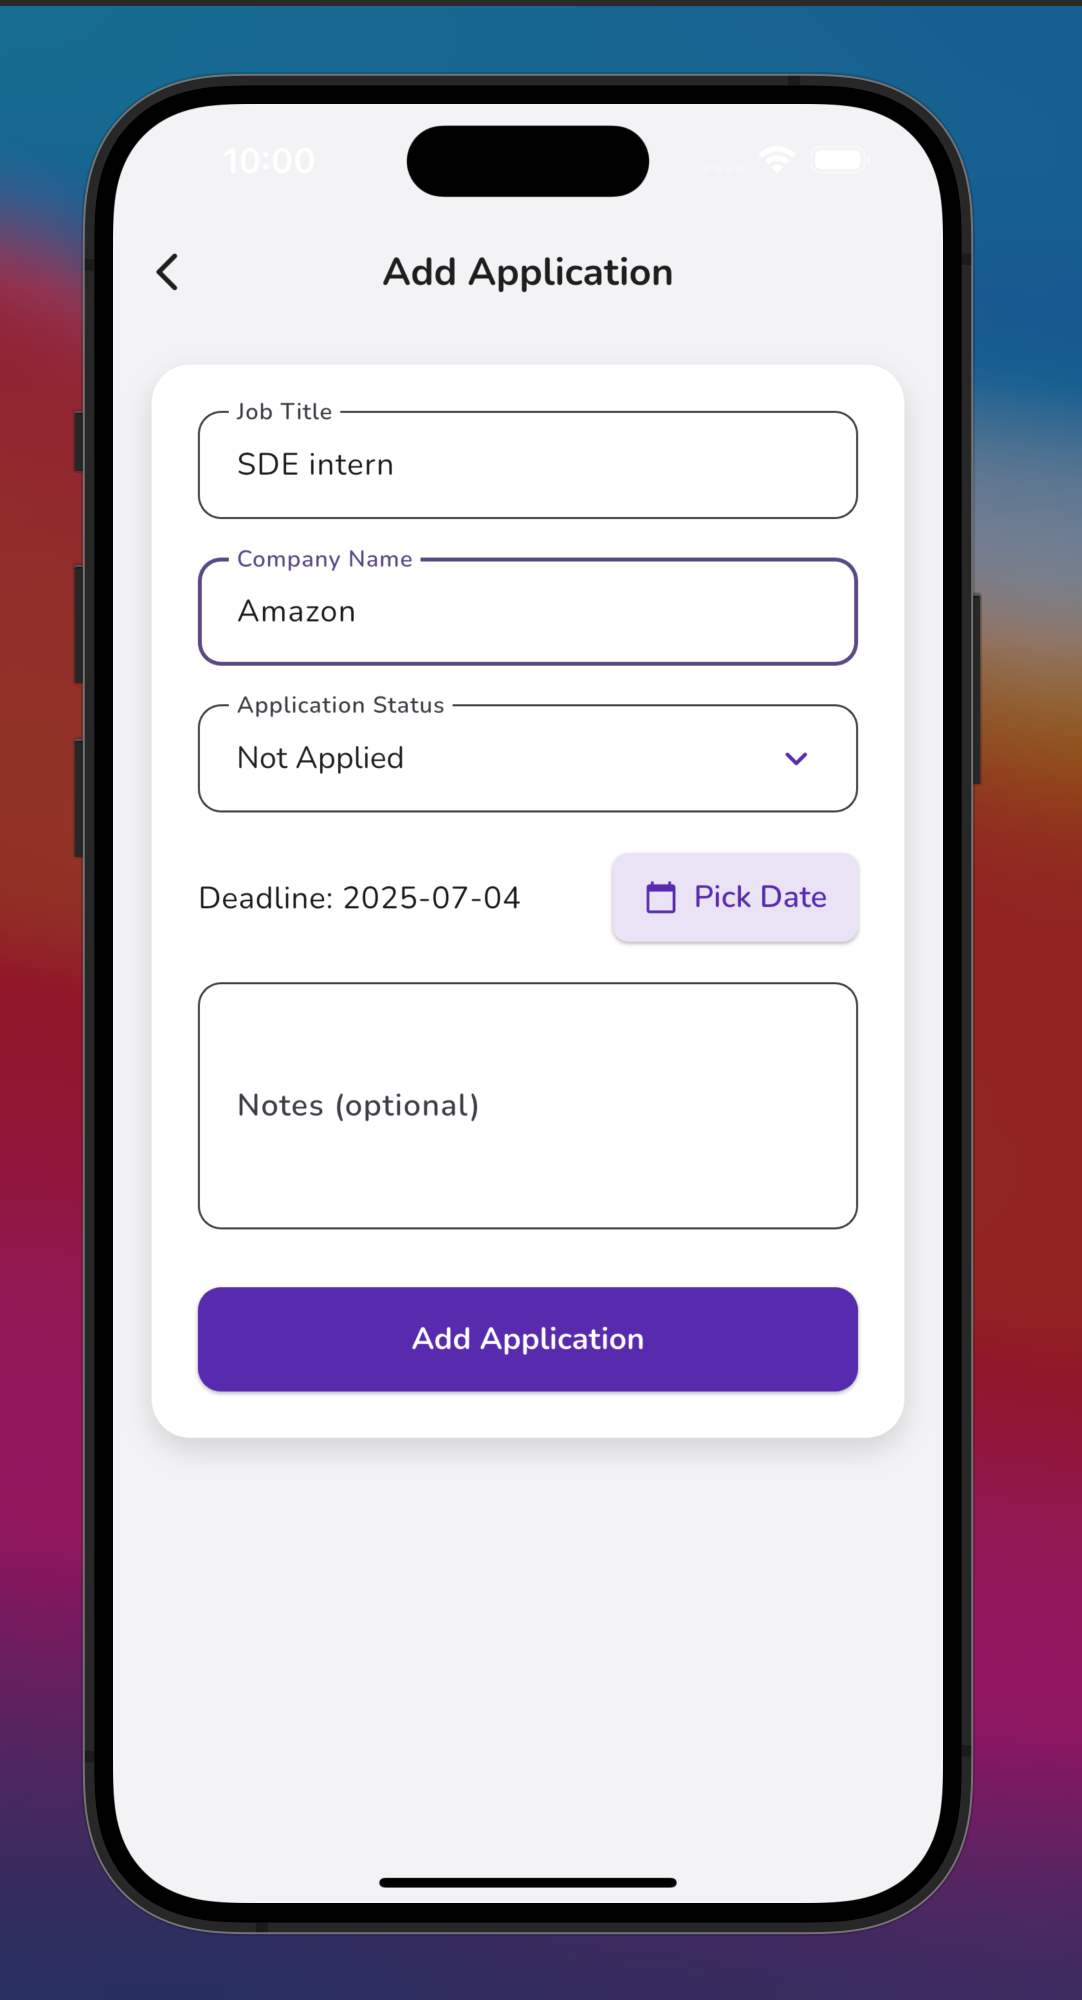 10:00
Add Application
Job Title
SDE intern
Company Name
Amazon
Application Status
Not Applied
Deadline: 2025-07-04
Pick Date
Notes (optional)
Add Application